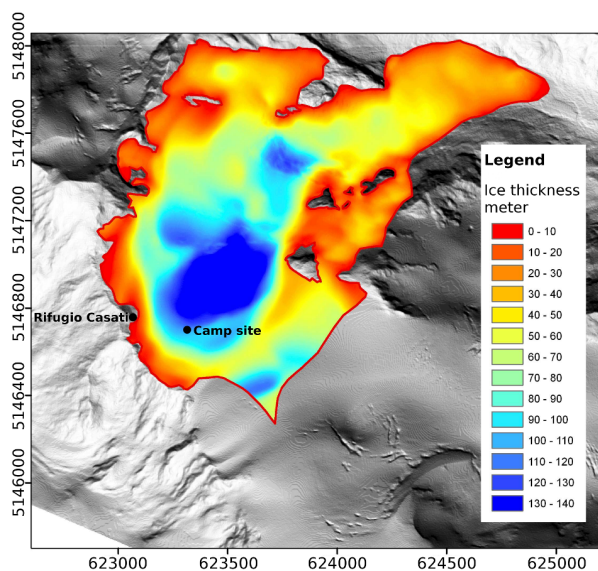 5148000
5147600
5147200
5146800
5146400
5146000
Rifugio Casati
Camp site
Legend
Ice thickness
meter
0 - 10
10 - 20
20 - 30
30 - 40
40 - 50
50 - 60
60 - 70
70 - 80
80 - 90
90 - 100
100 - 110
110 - 120
120 - 130
130 - 140
623000
623500
624000
624500
625000